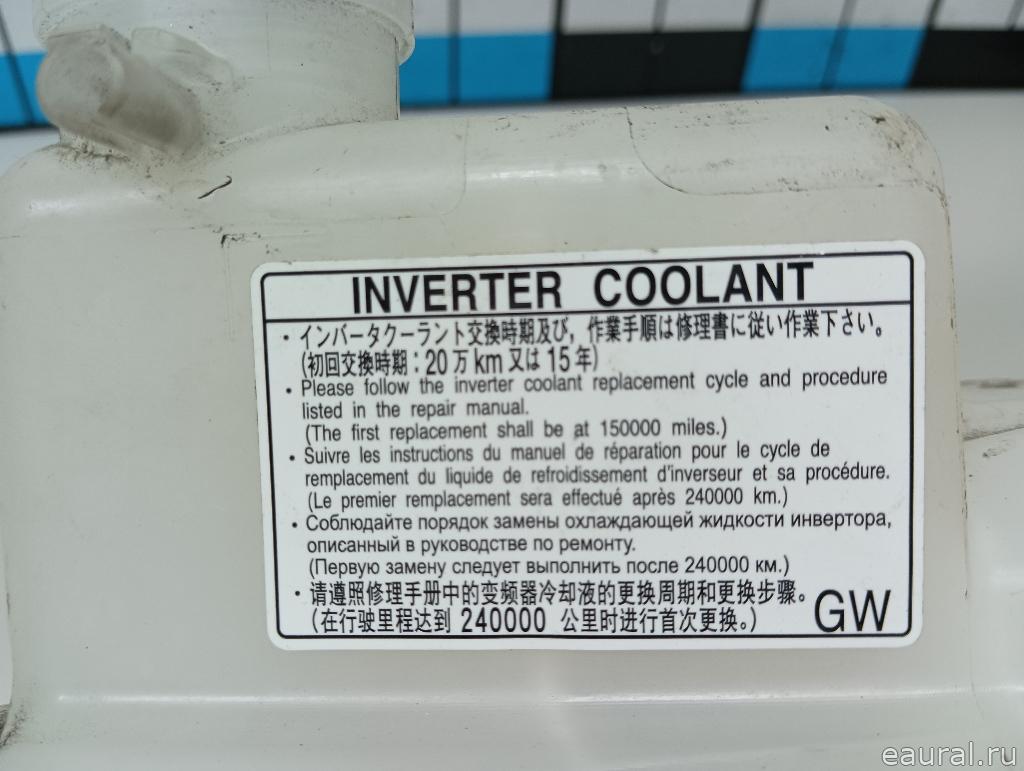 INVERTER COOLANT
・インバータクーラント交換時期及び，作業手順は修理書に従い作業下さい。
(初回交換時期：20万km又は15年)
• Please follow the inverter coolant replacement cycle and procedure
listed in the repair manual.
(The first replacement shall be at 150000 miles.)
• Suivre les instructions du manuel de réparation pour le cycle de
remplacement du liquide de refroidissement d'inverseur et sa procédure.
(Le premier remplacement sera effectué après 240000 km.)
• Соблюдайте порядок замены охлаждающей жидкости инвертора,
описанный в руководстве по ремонту.
(Первую замену следует выполнить после 240000 км.)
・请遵照修理手册中的变频器冷却液的更换周期和更换步骤。
(在行驶里程达到 240000 公里时进行首次更换。)
GW
eaural.ru